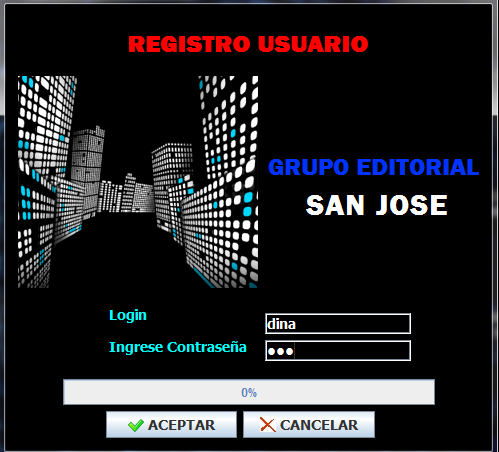 REGISTRO USUARIO
GRUPO EDITORIAL
SAN JOSE
Login
dina
Ingrese Contraseña
●●●
0%
ACEPTAR
CANCELAR